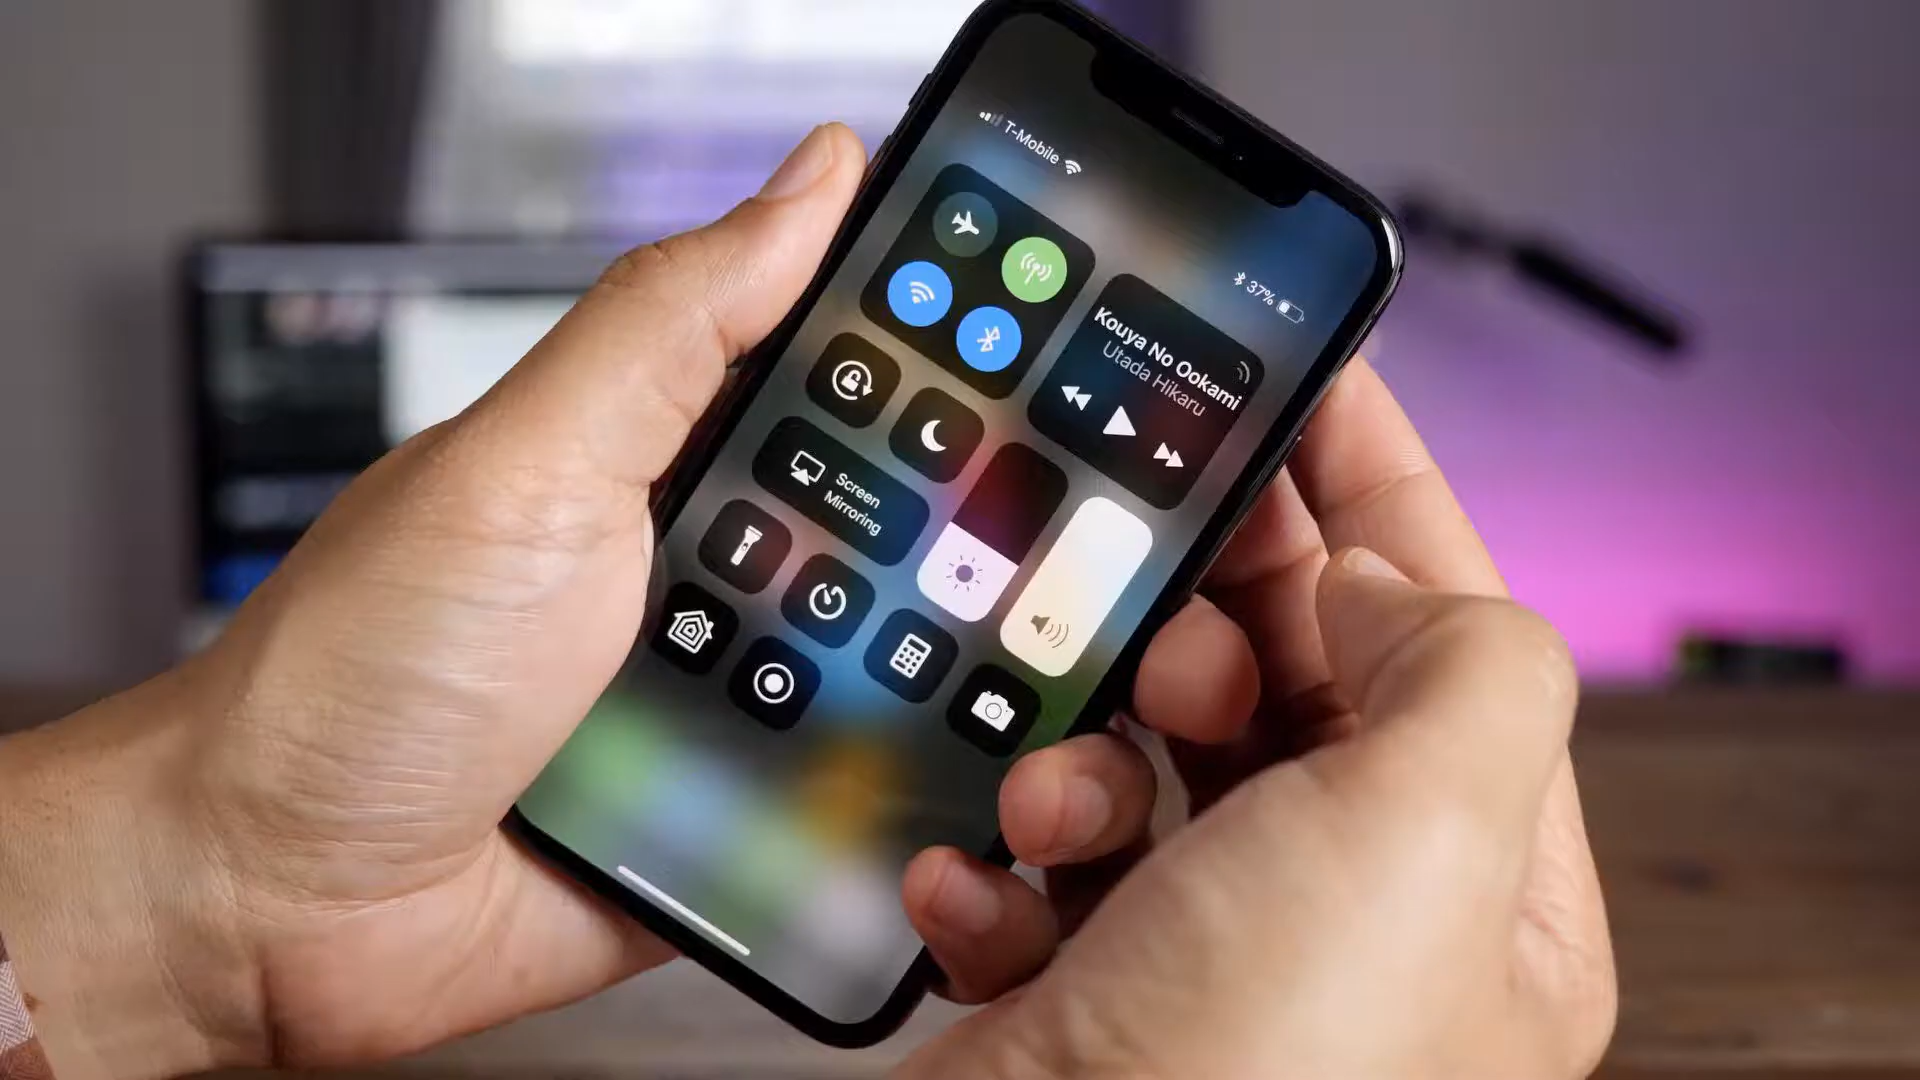 T-Mobile
37%
Kouya No Ookami
Utada Hikaru
Screen
Mirroring